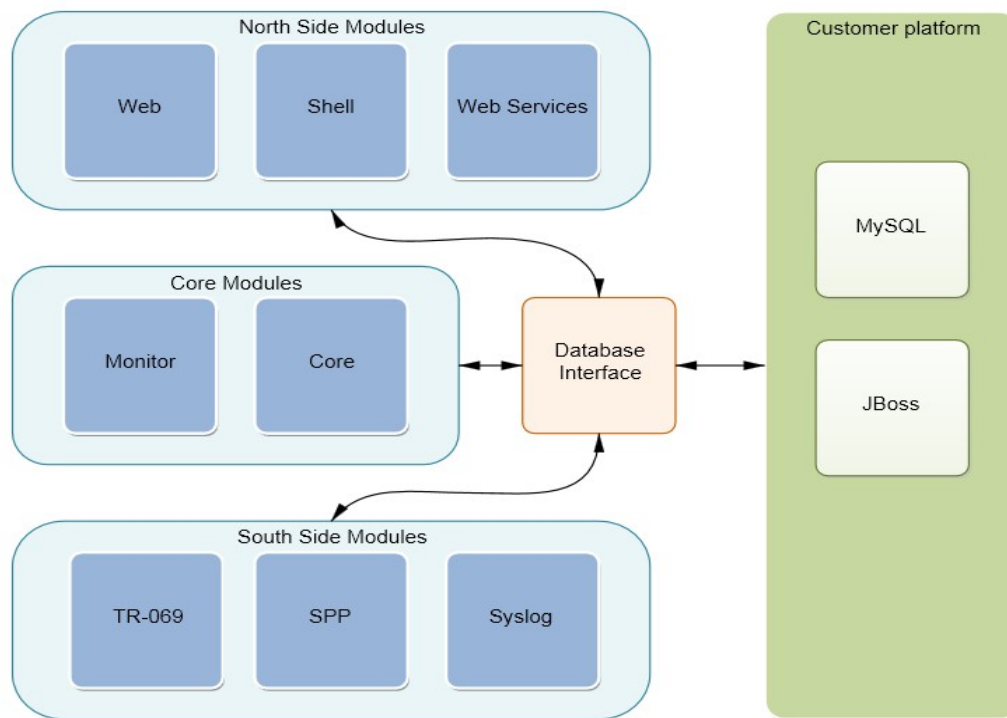 North Side Modules
Web
Shell
Web Services
Core Modules
Monitor
Core
Database
Interface
South Side Modules
TR-069
SPP
Syslog
Customer platform
MySQL
JBoss